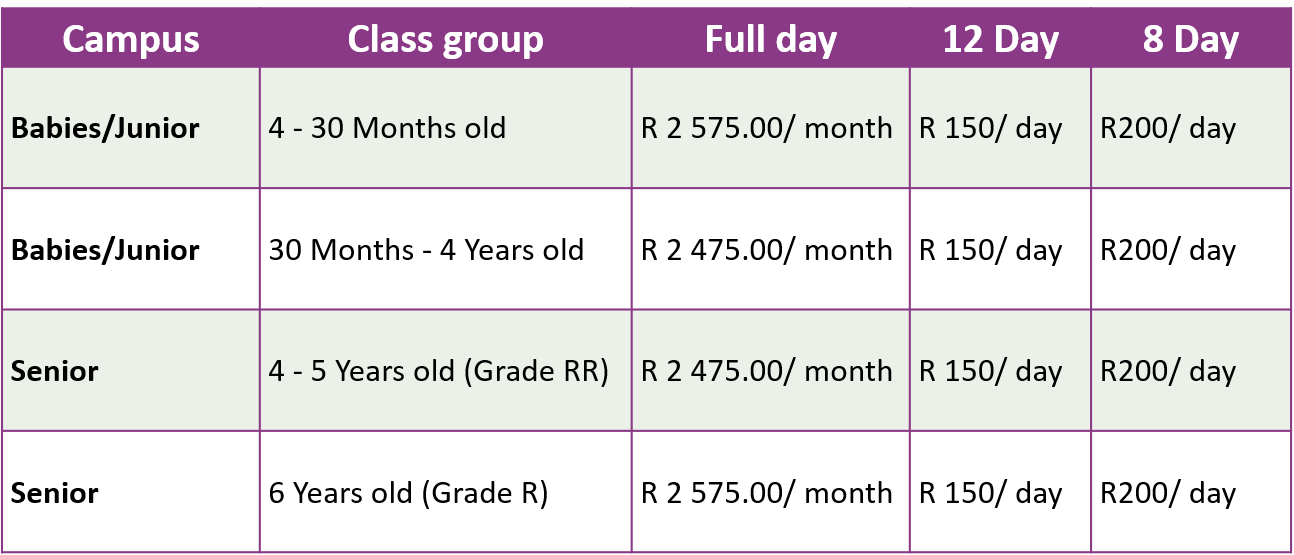 Campus Class group Full day 12 Day 8 Day
Babies/Junior 4 - 30 Months old R 2 575.00/ month R 150/ day R200/ day
Babies/Junior 30 Months - 4 Years old R 2 475.00/ month R 150/ day R200/ day
Senior 4 - 5 Years old (Grade RR) R 2 475.00/ month R 150/ day R200/ day
Senior 6 Years old (Grade R) R 2 575.00/ month R 150/ day R200/ day